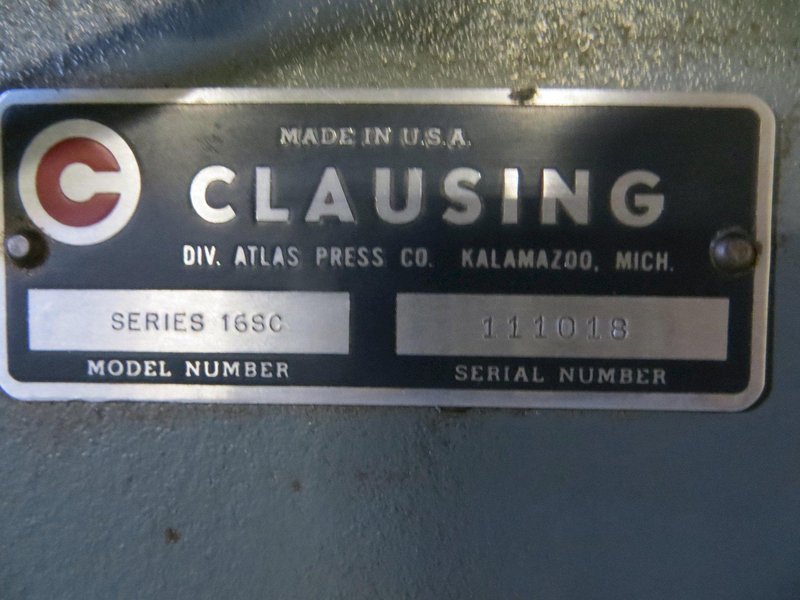 MADE IN U.S.A.
C CLAUSING
DIV. ATLAS PRESS CO. KALAMAZOO, MICH.
SERIES 16SC 111018
MODEL NUMBER SERIAL NUMBER